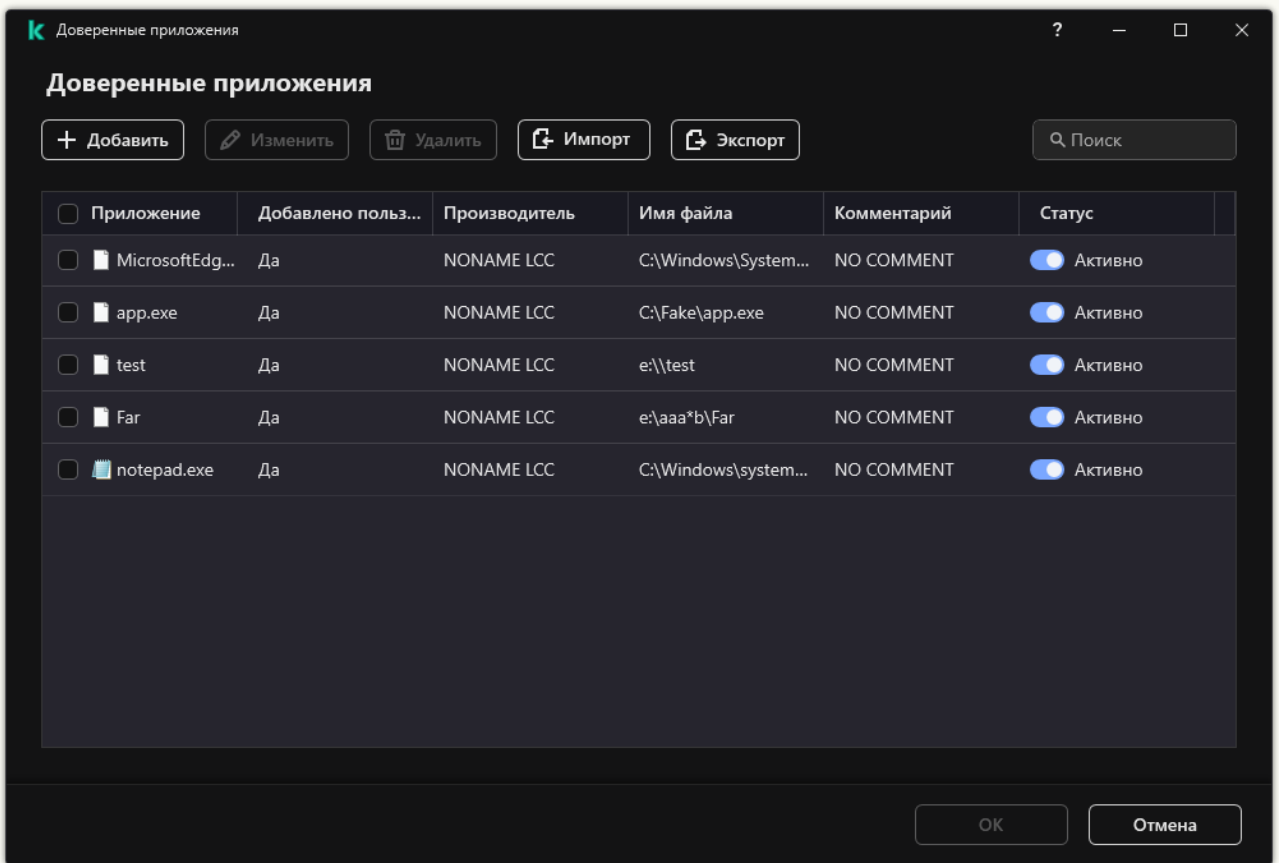 Доверенные приложения ?
Доверенные приложения
Добавить Изменить Удалить Импорт Экспорт Поиск
Приложение Добавлено польз... Производитель Имя файла Комментарий Статус
MicrosoftEdg... Да NONAME LCC C:\Windows\System... NO COMMENT Активно
app.exe Да NONAME LCC C:\Fake\app.exe NO COMMENT Активно
test Да NONAME LCC e:\\test NO COMMENT Активно
Far Да NONAME LCC e:\aaa*b\Far NO COMMENT Активно
notepad.exe Да NONAME LCC C:\Windows\system... NO COMMENT Активно
ОК Отмена